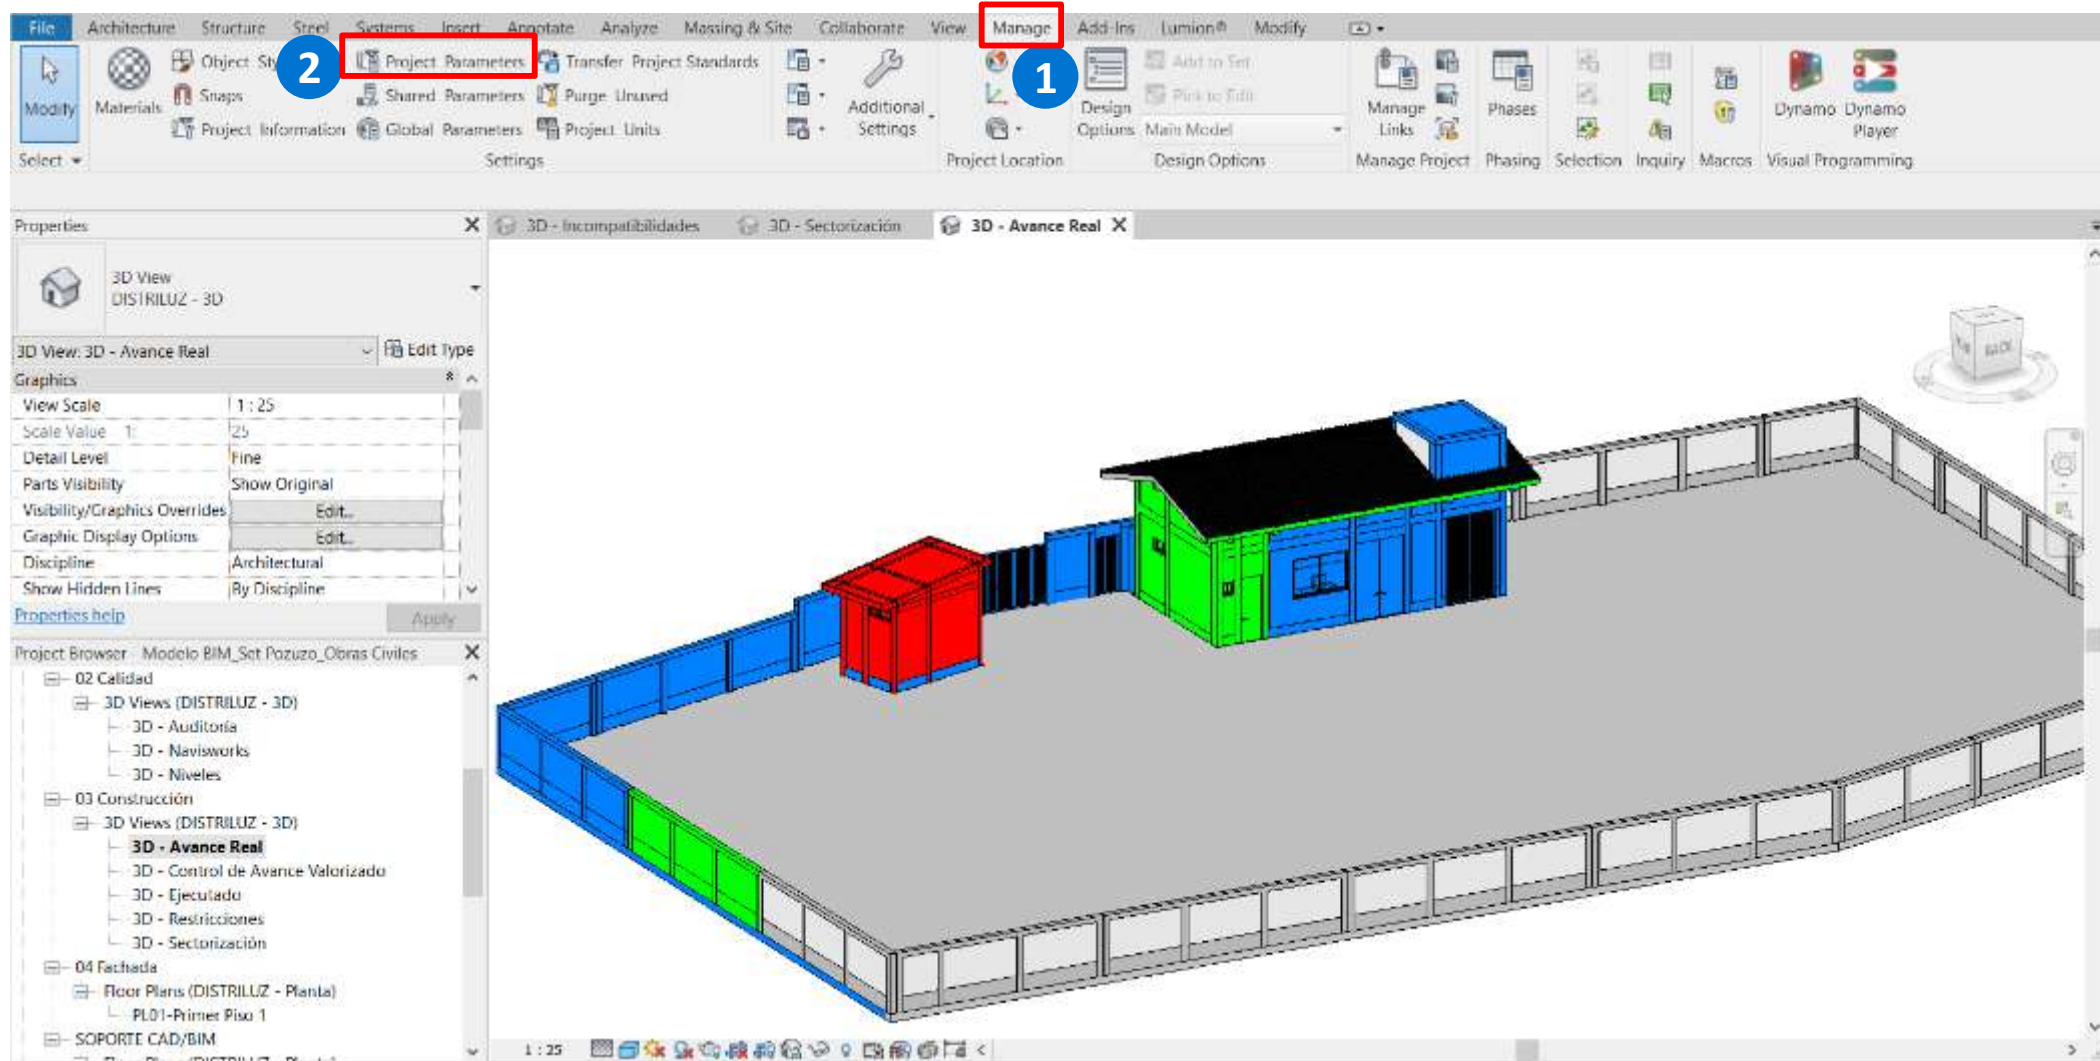 File Architecture Structure Steel Systems Insert Annotate Analyze Massing & Site Collaborate View Manage Add-Ins Lumion® Modify
2
1
Modify
Materials
Object St
Snaps
Project Information
Project Parameters
Shared Parameters
Global Parameters
Transfer Project Standards
Purge Unused
Project Units
Additional
Settings
Design
Options
Add to Set
Pick to Edit
Main Model
Manage
Links
Phases
Dynamo
Dynamo
Player
Select
Settings
Project Location
Design Options
Manage Project
Phasing
Selection
Inquiry
Macros
Visual Programming
Properties
3D - Incompatibilidades
3D - Sectorización
3D - Avance Real
3D View
DISTRILUZ - 3D
3D View: 3D - Avance Real
Edit Type
Graphics
View Scale 1 : 25
Scale Value 1: 25
Detail Level Fine
Parts Visibility Show Original
Visibility/Graphics Overrides Edit...
Graphic Display Options Edit...
Discipline Architectural
Show Hidden Lines By Discipline
Properties help Apply
Project Browser - Modelo BIM_Set Pozuzo_Obras Civiles
02 Calidad
3D Views (DISTRILUZ - 3D)
3D - Auditoría
3D - Navisworks
3D - Niveles
03 Construcción
3D Views (DISTRILUZ - 3D)
3D - Avance Real
3D - Control de Avance Valorizado
3D - Ejecutado
3D - Restricciones
3D - Sectorización
04 Fachada
Floor Plans (DISTRILUZ - Planta)
PL01-Primer Piso 1
SOPORTE CAD/BIM
1 : 25
BACK